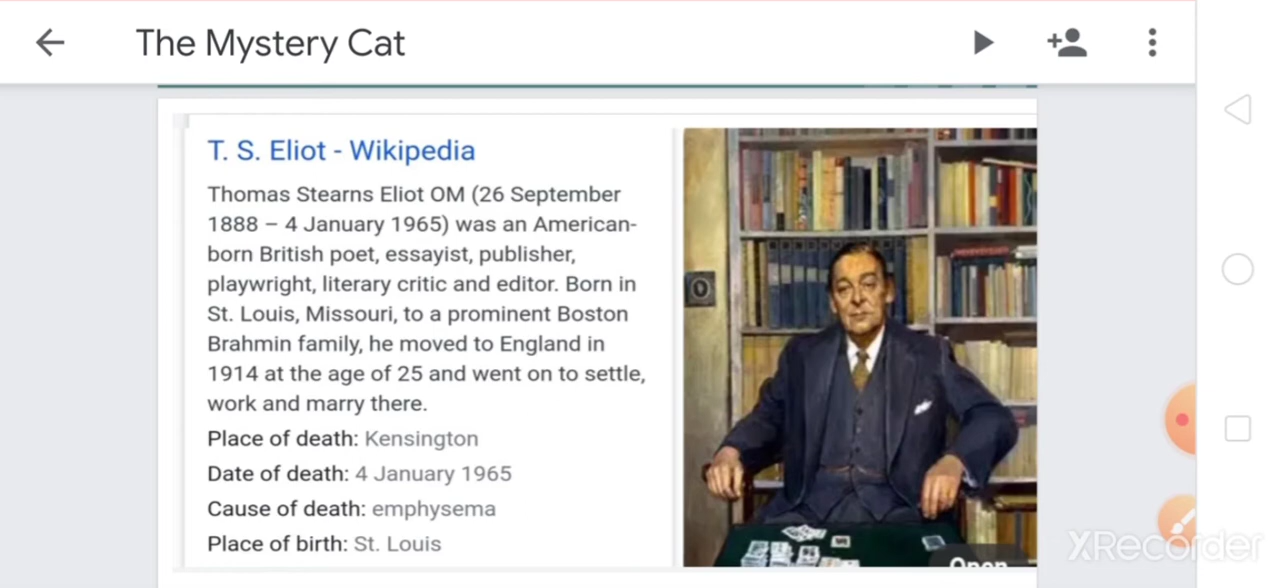 The Mystery Cat
T. S. Eliot - Wikipedia
Thomas Stearns Eliot OM (26 September
1888 – 4 January 1965) was an American-
born British poet, essayist, publisher,
playwright, literary critic and editor. Born in
St. Louis, Missouri, to a prominent Boston
Brahmin family, he moved to England in
1914 at the age of 25 and went on to settle,
work and marry there.
Place of death: Kensington
Date of death: 4 January 1965
Cause of death: emphysema
Place of birth: St. Louis
Open
XRecorder